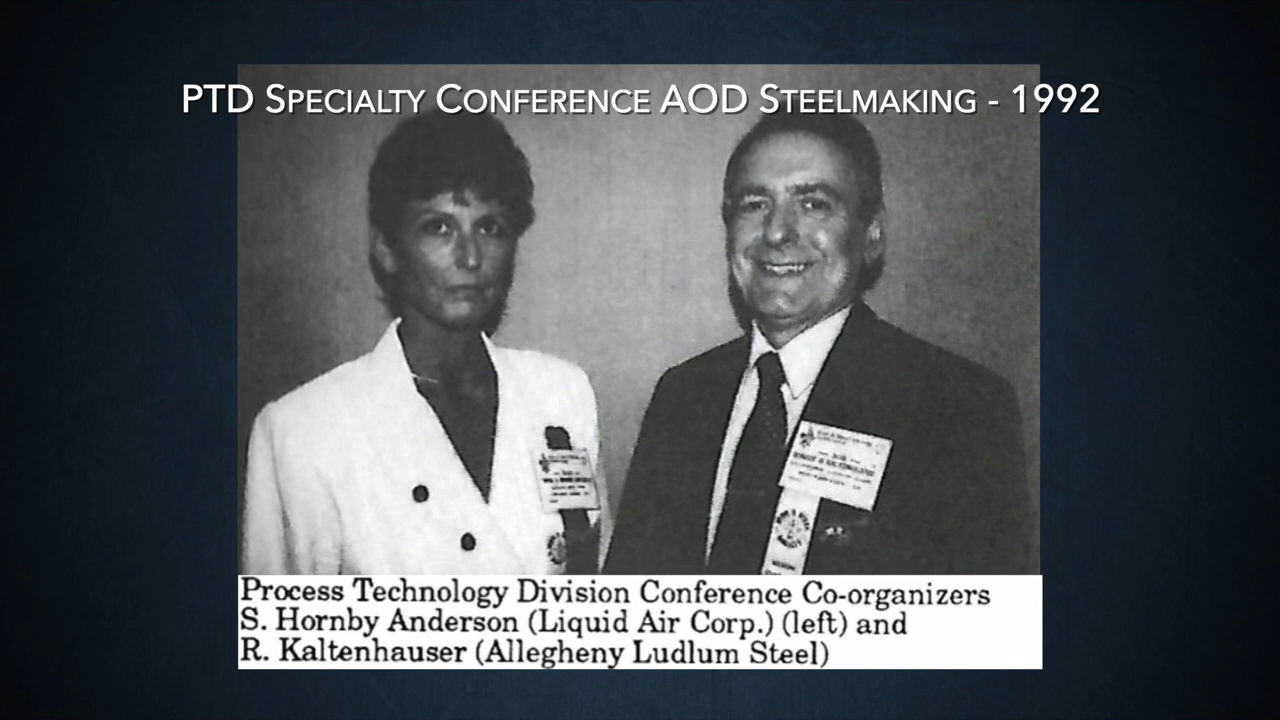 PTD Specialty Conference AOD Steelmaking - 1992
Process Technology Division Conference Co-organizers
S. Hornby Anderson (Liquid Air Corp.) (left) and
R. Kaltenhauser (Allegheny Ludlum Steel)